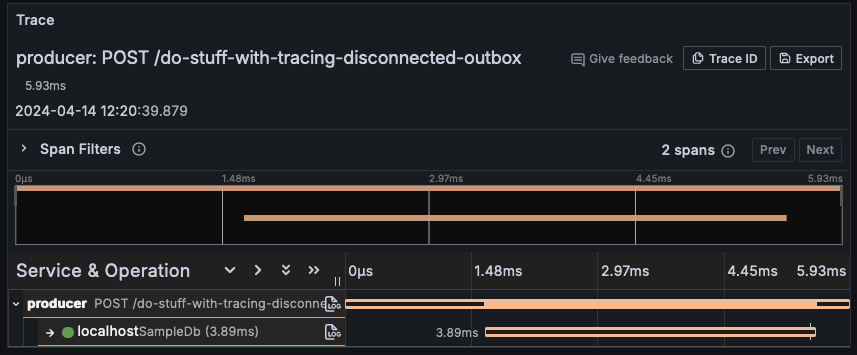 Trace
producer: POST /do-stuff-with-tracing-disconnected-outbox
Give feedback
Trace ID
Export
5.93ms
2024-04-14 12:20:39.879
Span Filters
2 spans
Prev
Next
0µs 1.48ms 2.97ms 4.45ms 5.93ms
Service & Operation
0µs 1.48ms 2.97ms 4.45ms 5.93ms
producer POST /do-stuff-with-tracing-disconne
LOG
localhostSampleDb (3.89ms)
LOG
3.89ms